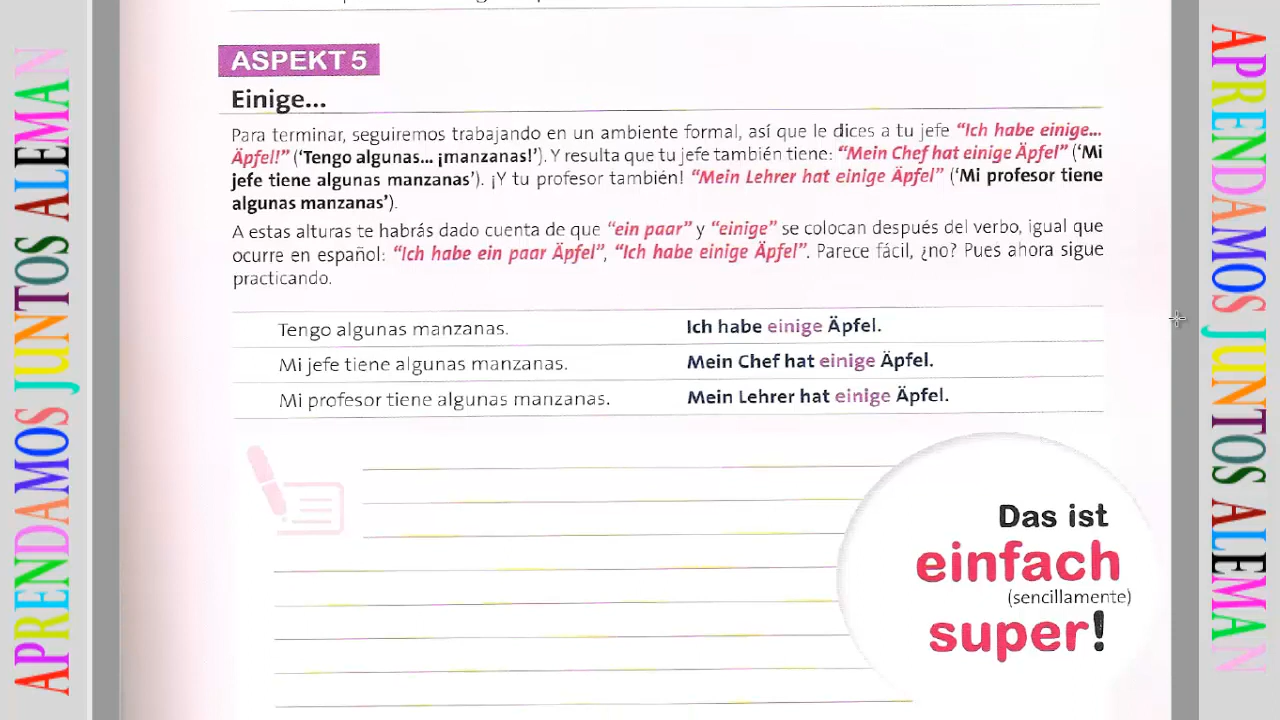 APRENDAMOS JUNTOS ALEMAN
ASPEKT 5
Einige...
Para terminar, seguiremos trabajando en un ambiente formal, así que le dices a tu jefe “Ich habe einige...
Äpfel!” (‘Tengo algunas... ¡manzanas!’). Y resulta que tu jefe también tiene: “Mein Chef hat einige Äpfel” (‘Mi
jefe tiene algunas manzanas’). ¡Y tu profesor también! “Mein Lehrer hat einige Äpfel” (‘Mi profesor tiene
algunas manzanas’).
A estas alturas te habrás dado cuenta de que “ein paar” y “einige” se colocan después del verbo, igual que
ocurre en español: “Ich habe ein paar Äpfel”, “Ich habe einige Äpfel”. Parece fácil, ¿no? Pues ahora sigue
practicando.
Tengo algunas manzanas. Ich habe einige Äpfel.
Mi jefe tiene algunas manzanas. Mein Chef hat einige Äpfel.
Mi profesor tiene algunas manzanas. Mein Lehrer hat einige Äpfel.
Das ist
einfach
(sencillamente)
super!
APRENDAMOS JUNTOS ALEMAN